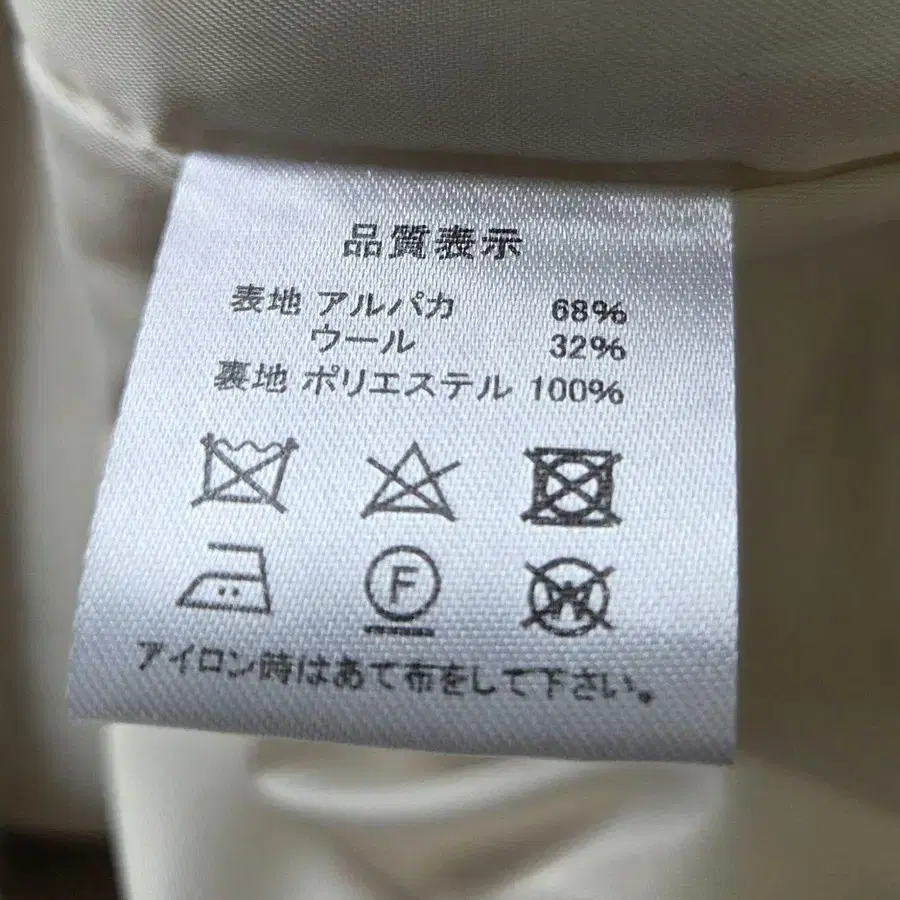 品質表示
表地 アルパカ 68%
ウール 32%
裏地 ポリエステル 100%
F
W
アイロン時はあて布をして下さい。